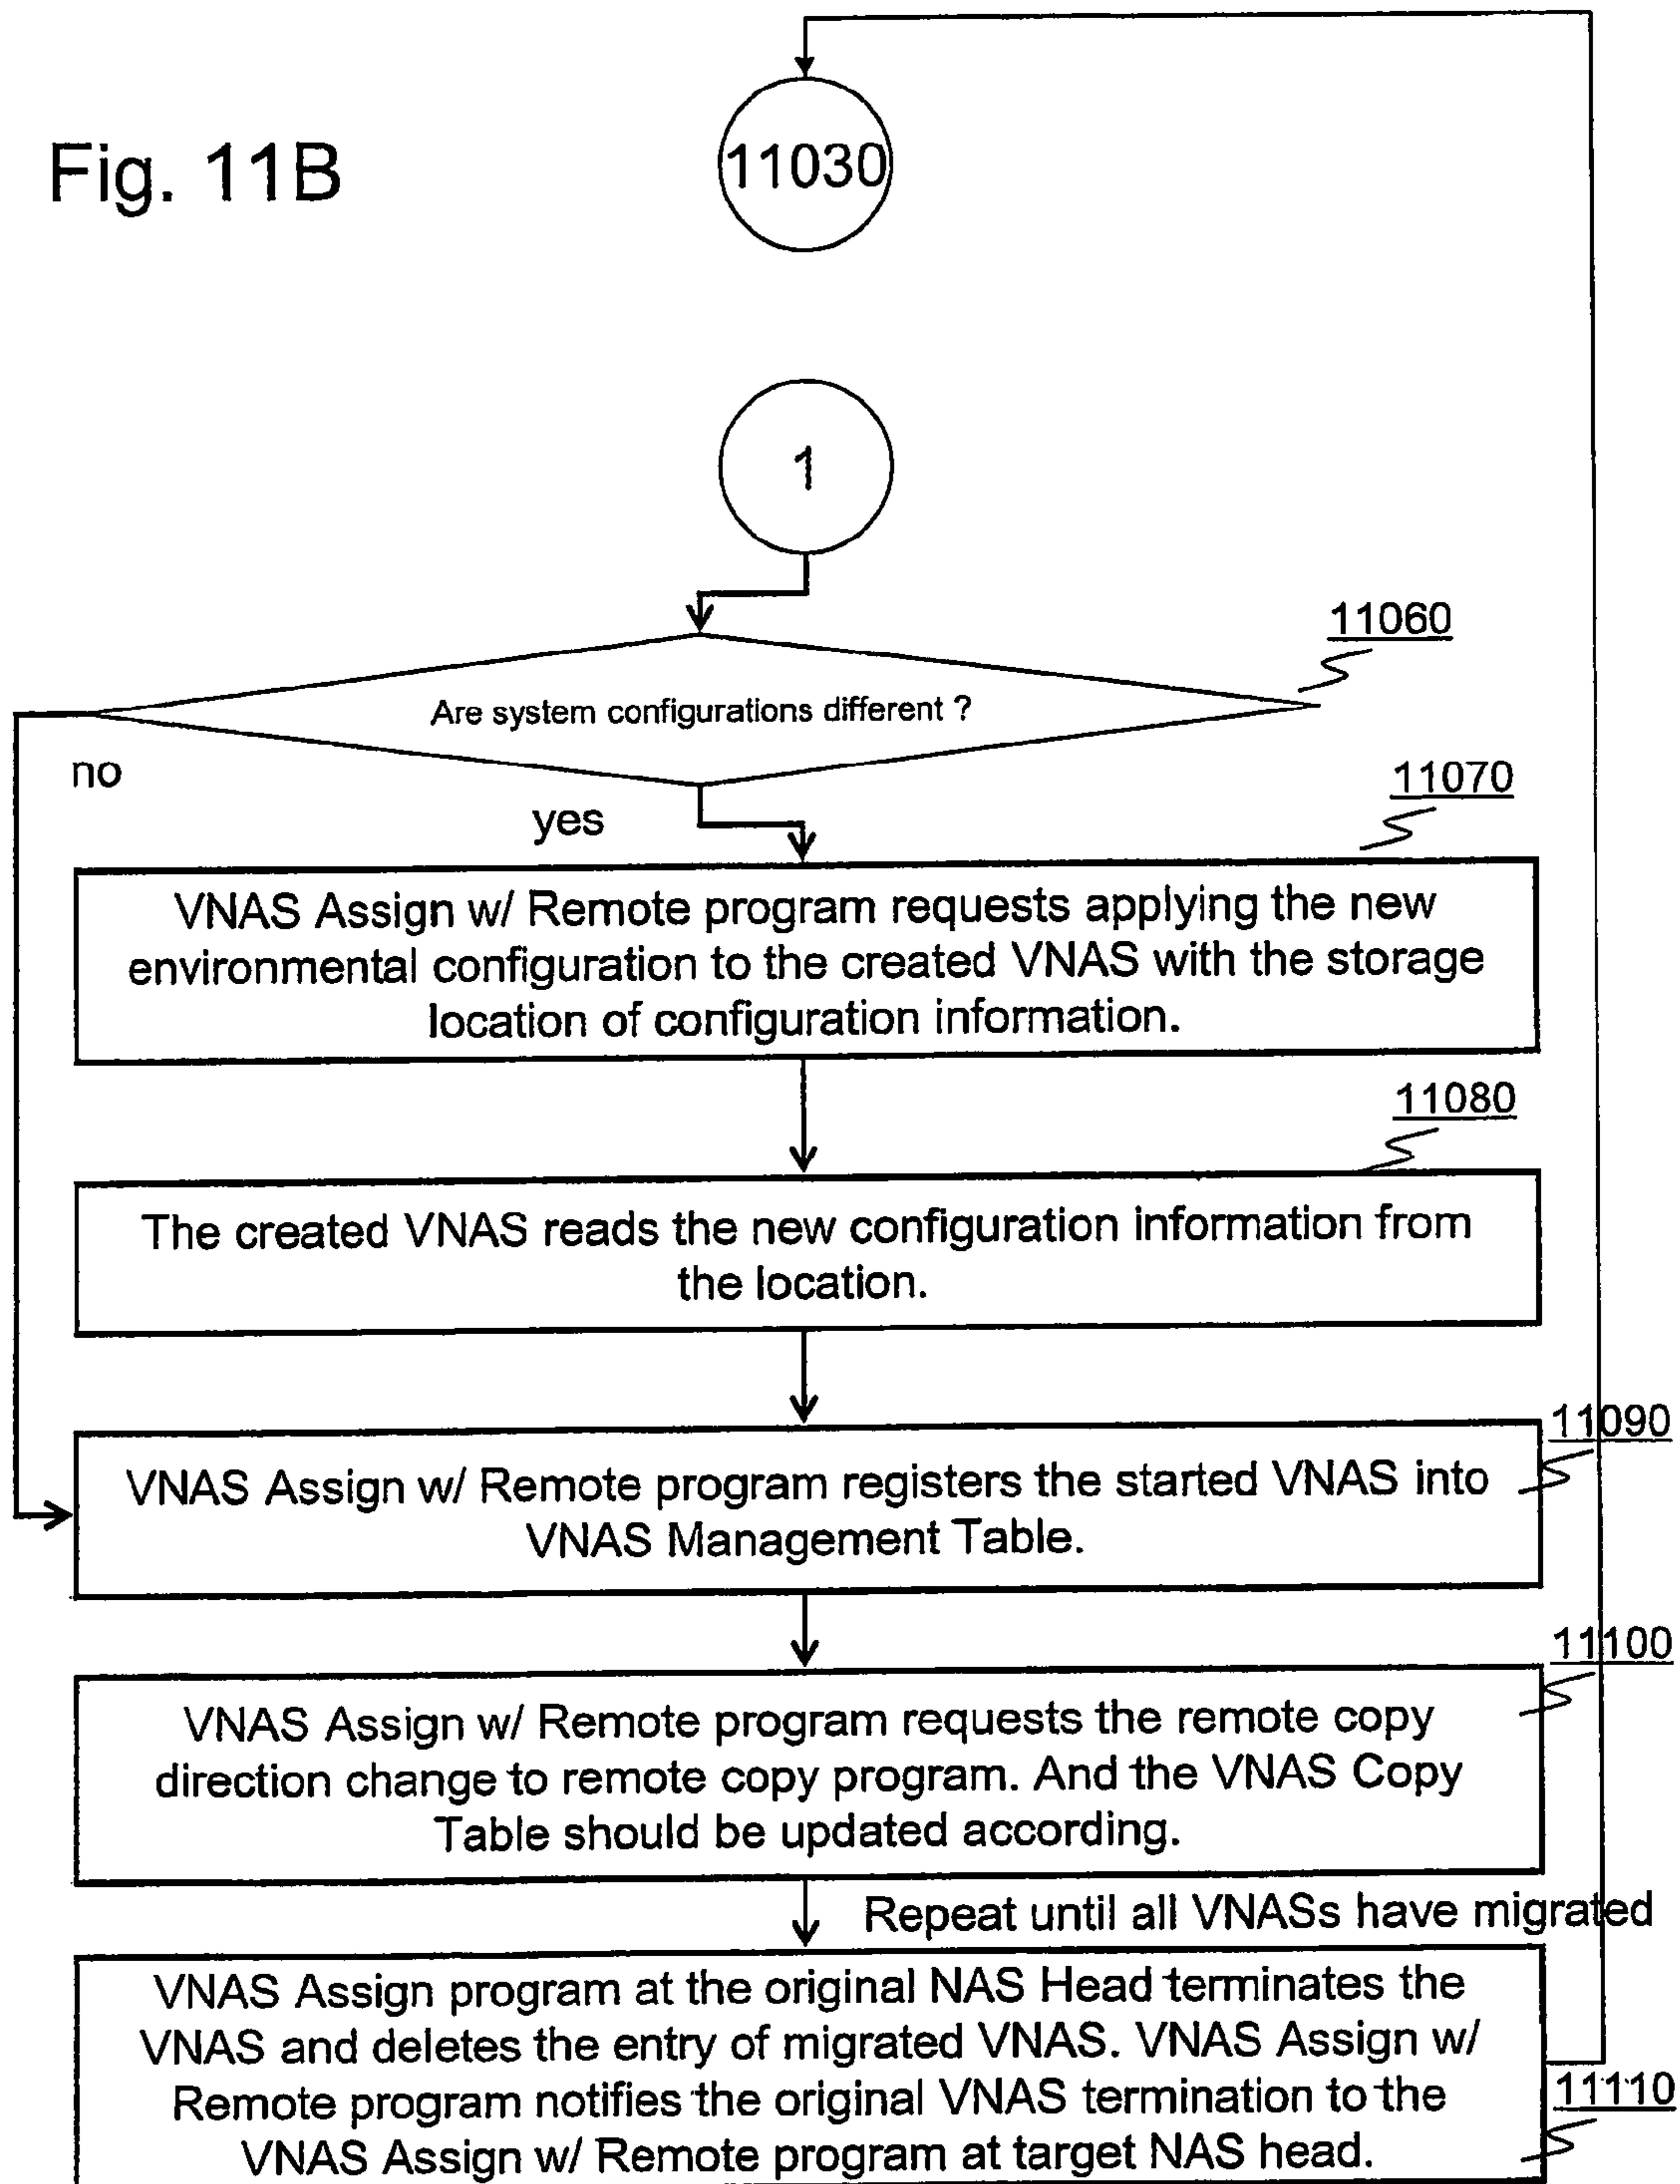 Fig. 11B
11030
1
11060
Are system configurations different ?
no
yes
11070
VNAS Assign w/ Remote program requests applying the new
environmental configuration to the created VNAS with the storage
location of configuration information.
11080
The created VNAS reads the new configuration information from
the location.
11090
VNAS Assign w/ Remote program registers the started VNAS into
VNAS Management Table.
11100
VNAS Assign w/ Remote program requests the remote copy
direction change to remote copy program. And the VNAS Copy
Table should be updated according.
Repeat until all VNASs have migrated
VNAS Assign program at the original NAS Head terminates the
VNAS and deletes the entry of migrated VNAS. VNAS Assign w/
Remote program notifies the original VNAS termination to the
VNAS Assign w/ Remote program at target NAS head.
11110